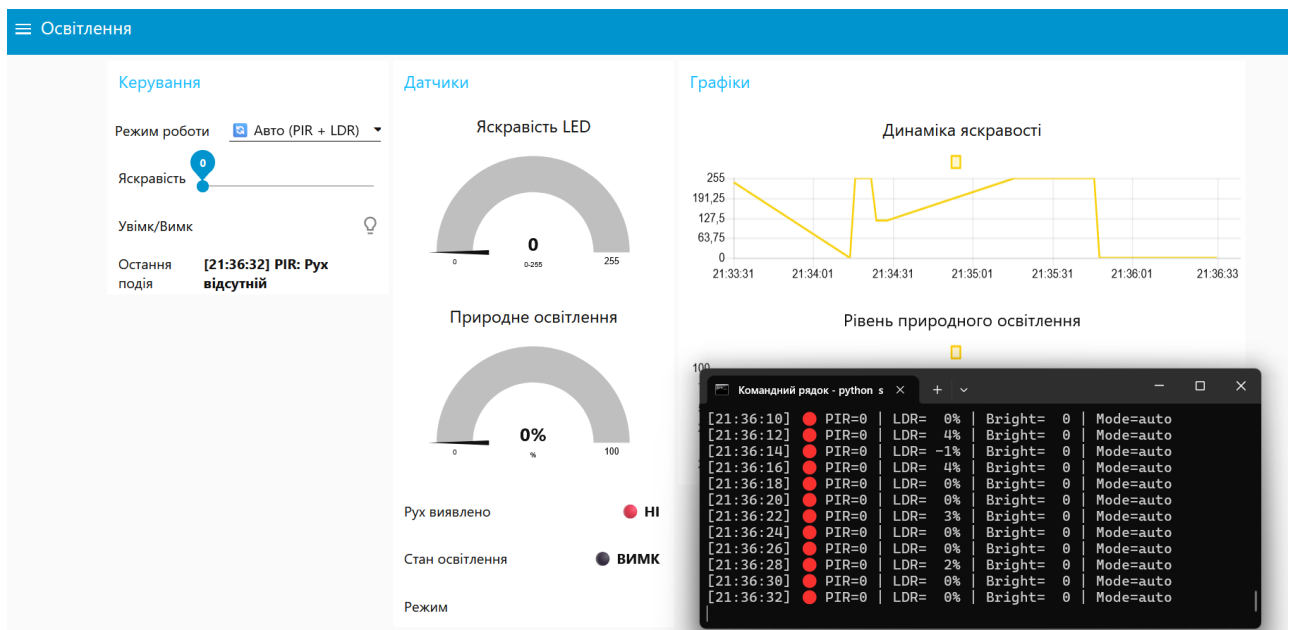 Освітлення
Керування
Режим роботи Авто (PIR + LDR)
0
Яскравість
Увімк/Вимк
Остання подія [21:36:32] PIR: Рух відсутній
Датчики
Яскравість LED
0
0 0-255 255
Природне освітлення
0%
0 % 100
Рух виявлено НІ
Стан освітлення ВИМК
Режим
Графіки
Динаміка яскравості
255
191,25
127,5
63,75
0
21:33:31 21:34:01 21:34:31 21:35:01 21:35:31 21:36:01 21:36:33
Рівень природного освітлення
100
Командний рядок - python s
[21:36:10] PIR=0 | LDR= 0% | Bright= 0 | Mode=auto
[21:36:12] PIR=0 | LDR= 4% | Bright= 0 | Mode=auto
[21:36:14] PIR=0 | LDR= -1% | Bright= 0 | Mode=auto
[21:36:16] PIR=0 | LDR= 4% | Bright= 0 | Mode=auto
[21:36:18] PIR=0 | LDR= 0% | Bright= 0 | Mode=auto
[21:36:20] PIR=0 | LDR= 0% | Bright= 0 | Mode=auto
[21:36:22] PIR=0 | LDR= 3% | Bright= 0 | Mode=auto
[21:36:24] PIR=0 | LDR= 0% | Bright= 0 | Mode=auto
[21:36:26] PIR=0 | LDR= 0% | Bright= 0 | Mode=auto
[21:36:28] PIR=0 | LDR= 2% | Bright= 0 | Mode=auto
[21:36:30] PIR=0 | LDR= 0% | Bright= 0 | Mode=auto
[21:36:32] PIR=0 | LDR= 0% | Bright= 0 | Mode=auto